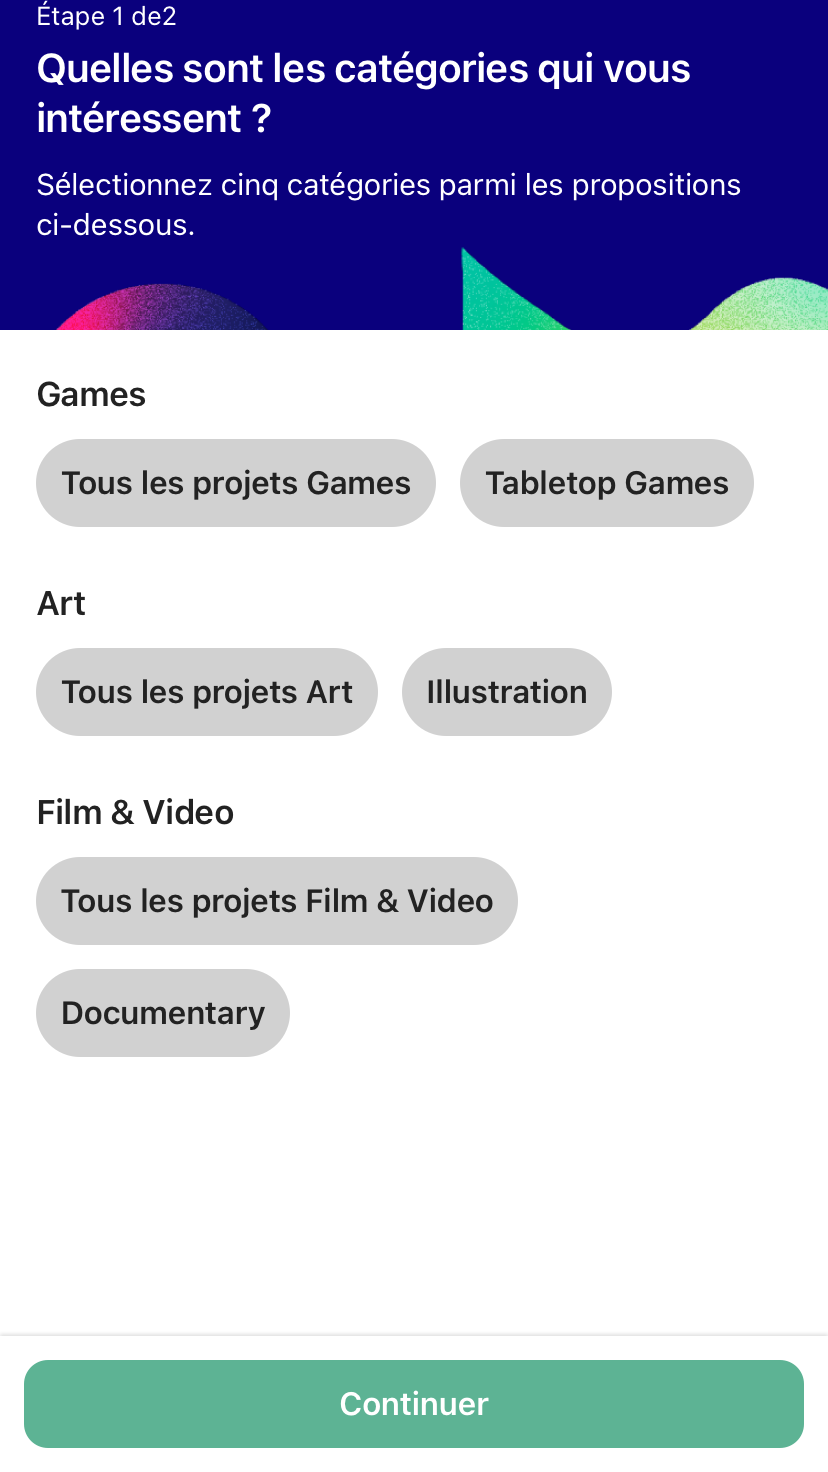 Étape 1 de2
Quelles sont les catégories qui vous
intéressent ?
Sélectionnez cinq catégories parmi les propositions
ci-dessous.
Games
Tous les projets Games
Tabletop Games
Art
Tous les projets Art
Illustration
Film & Video
Tous les projets Film & Video
Documentary
Continuer